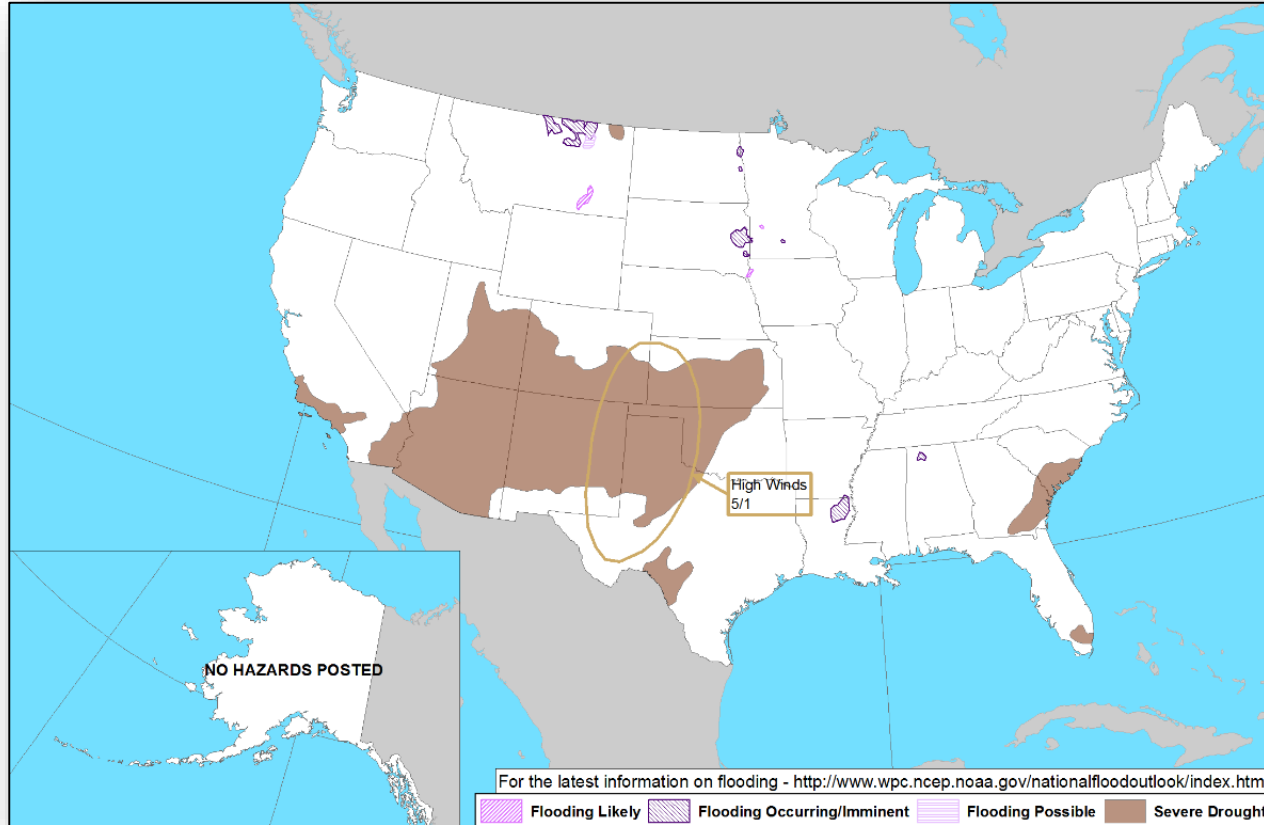 High Winds
5/1
NO HAZARDS POSTED
For the latest information on flooding - http://www.wpc.ncep.noaa.gov/nationalfloodoutlook/index.htm
Flooding Likely
Flooding Occurring/Imminent
Flooding Possible
Severe Drought